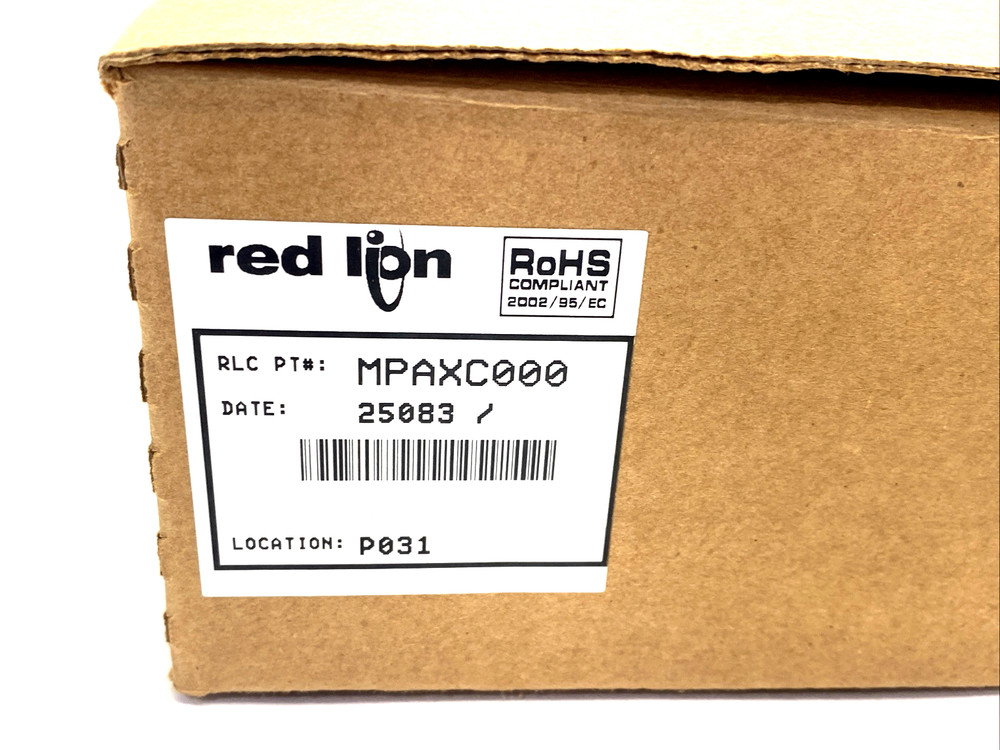 red lion
RoHS
COMPLIANT
2002/95/EC
RLC PT#: MPAXC000
DATE: 25083 /
LOCATION: P031